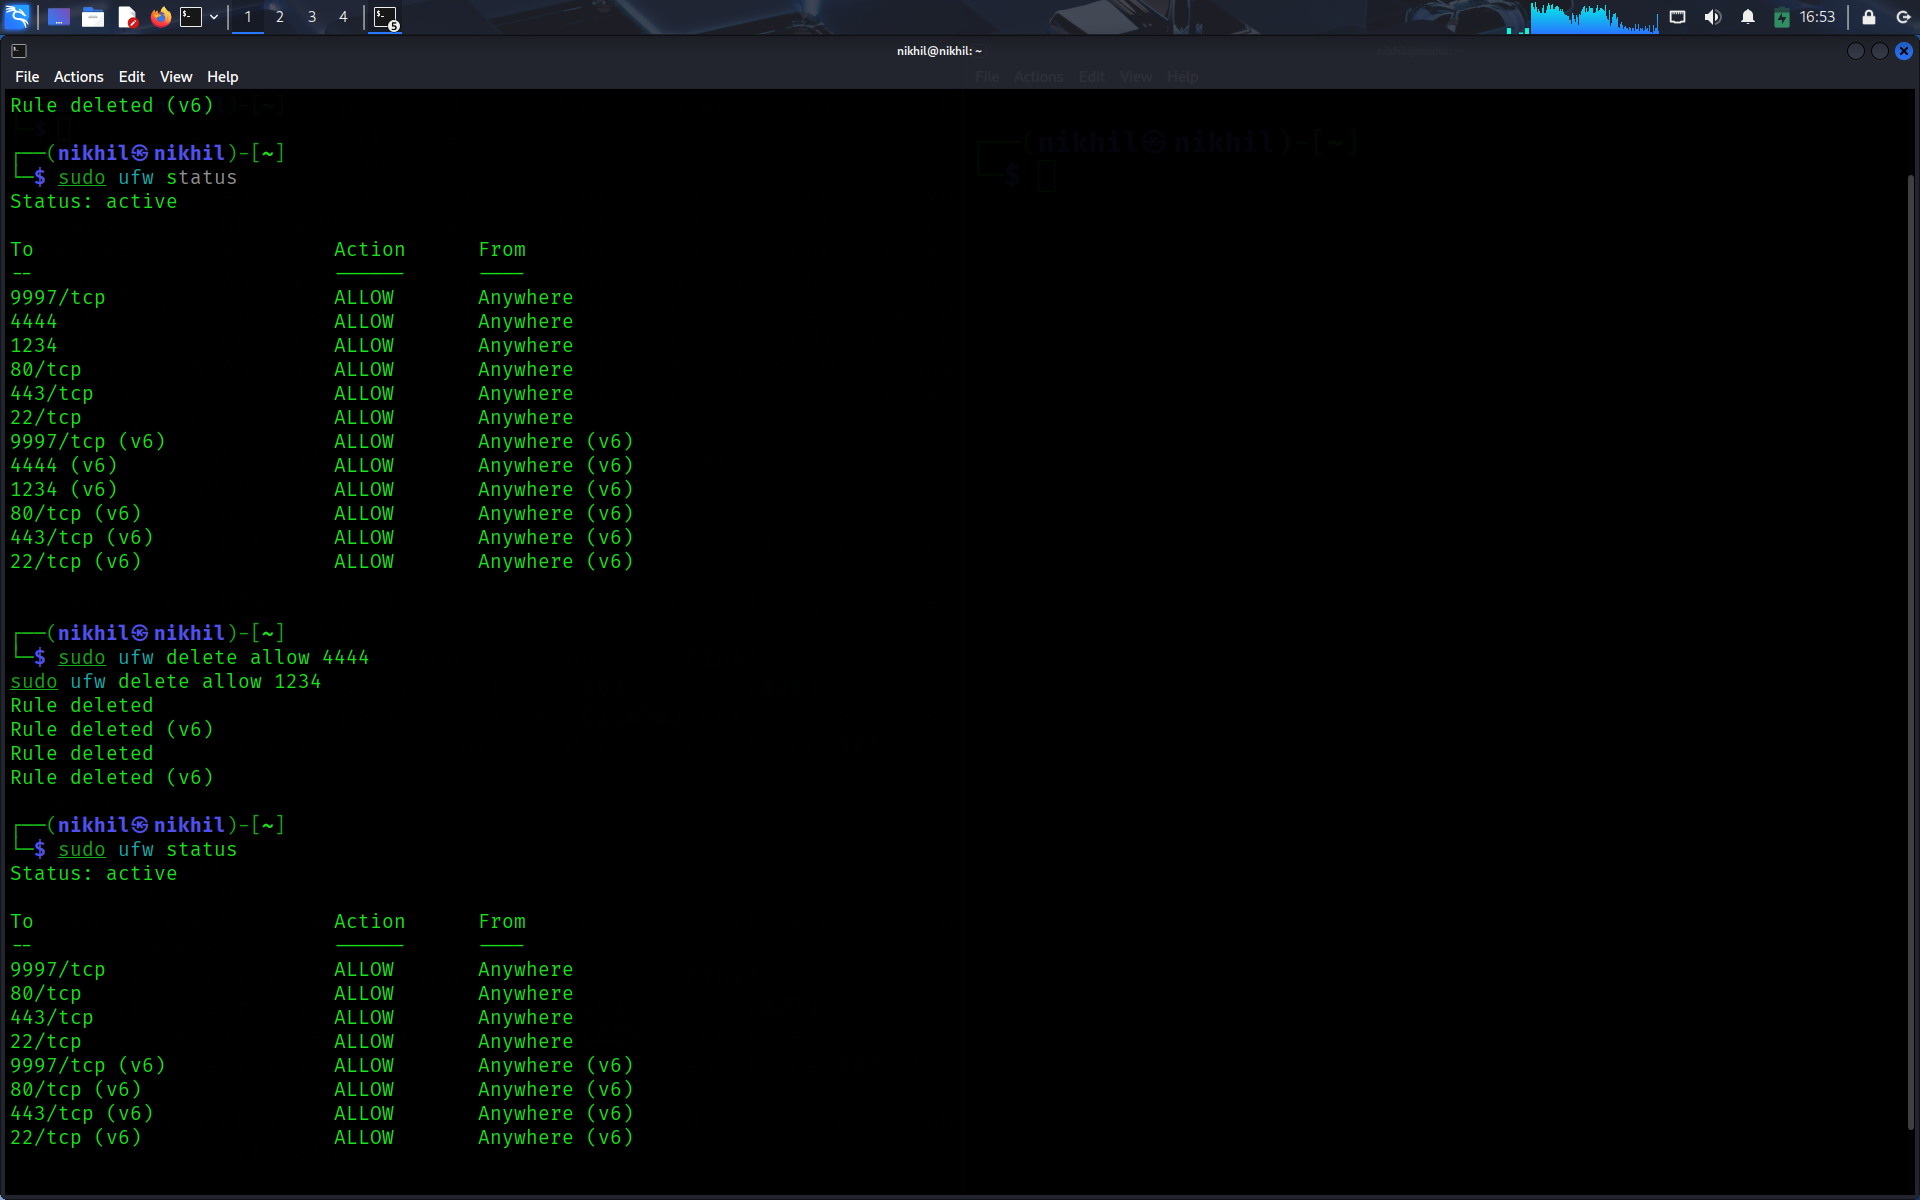 1 2 3 4 5 16:53
nikhil@nikhil: ~
File Actions Edit View Help
File Actions Edit View Help
Rule deleted (v6)
(nikhil㉿nikhil)-[~]
$ sudo ufw status
Status: active
To Action From
-- ------ ----
9997/tcp ALLOW Anywhere
4444 ALLOW Anywhere
1234 ALLOW Anywhere
80/tcp ALLOW Anywhere
443/tcp ALLOW Anywhere
22/tcp ALLOW Anywhere
9997/tcp (v6) ALLOW Anywhere (v6)
4444 (v6) ALLOW Anywhere (v6)
1234 (v6) ALLOW Anywhere (v6)
80/tcp (v6) ALLOW Anywhere (v6)
443/tcp (v6) ALLOW Anywhere (v6)
22/tcp (v6) ALLOW Anywhere (v6)
(nikhil㉿nikhil)-[~]
$ sudo ufw delete allow 4444
sudo ufw delete allow 1234
Rule deleted
Rule deleted (v6)
Rule deleted
Rule deleted (v6)
(nikhil㉿nikhil)-[~]
$ sudo ufw status
Status: active
To Action From
-- ------ ----
9997/tcp ALLOW Anywhere
80/tcp ALLOW Anywhere
443/tcp ALLOW Anywhere
22/tcp ALLOW Anywhere
9997/tcp (v6) ALLOW Anywhere (v6)
80/tcp (v6) ALLOW Anywhere (v6)
443/tcp (v6) ALLOW Anywhere (v6)
22/tcp (v6) ALLOW Anywhere (v6)
(nikhil㉿nikhil)-[~]
$